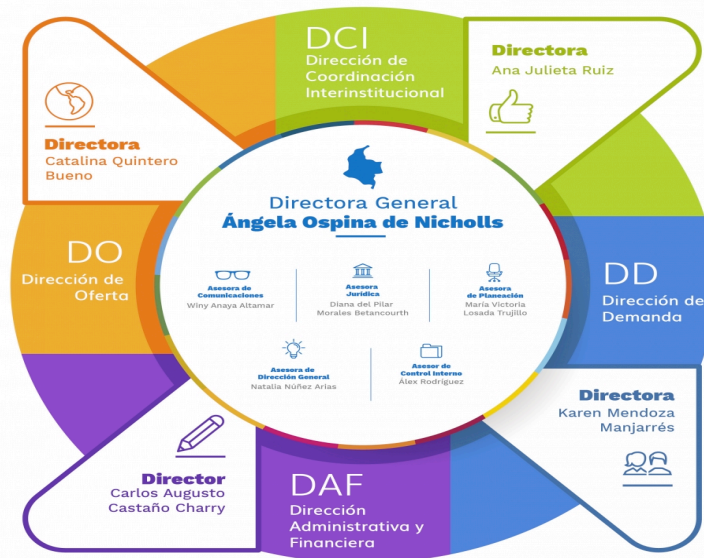 DCI
Dirección de
Coordinación
Interinstitucional
Directora
Ana Julieta Ruiz
Directora
Catalina Quintero
Bueno
Directora General
Ángela Ospina de Nicholls
DO
Dirección de
Oferta
Asesora de
Comunicaciones
Winy Anaya Altamar
Asesora
Jurídica
Diana del Pilar
Morales Betancourth
Asesora
de Planeación
María Victoria
Losada Trujillo
DD
Dirección de
Demanda
Asesora de
Dirección General
Natalia Núñez Arias
Asesor de
Control Interno
Álex Rodríguez
Directora
Karen Mendoza
Manjarrés
Director
Carlos Augusto
Castaño Charry
DAF
Dirección
Administrativa y
Financiera